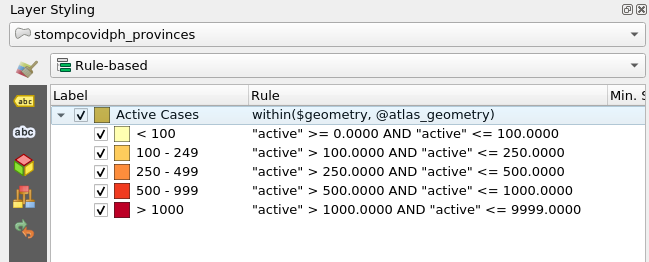 Layer Styling
stompcovidph_provinces
Rule-based
Label Rule Min. S
Active Cases within($geometry, @atlas_geometry)
< 100 "active" >= 0.0000 AND "active" <= 100.0000
100 - 249 "active" > 100.0000 AND "active" <= 250.0000
250 - 499 "active" > 250.0000 AND "active" <= 500.0000
500 - 999 "active" > 500.0000 AND "active" <= 1000.0000
> 1000 "active" > 1000.0000 AND "active" <= 9999.0000
abc
abc